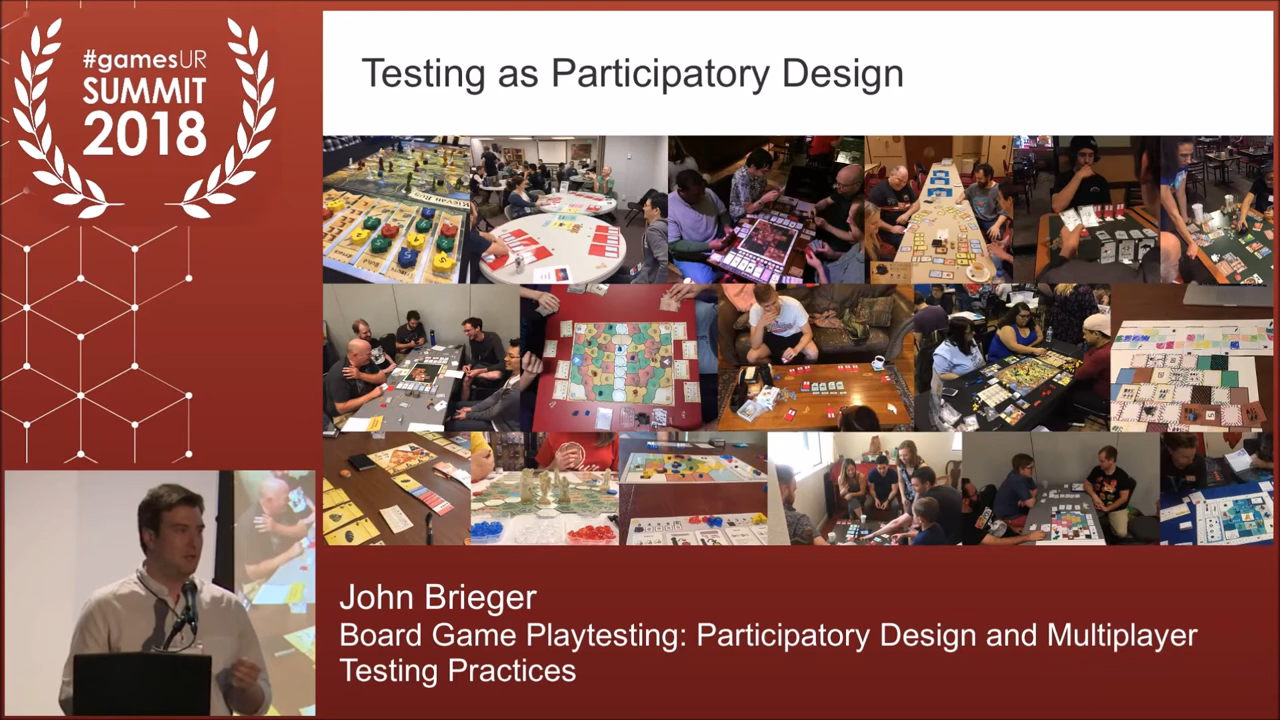 #gamesUR
SUMMIT
2018
Testing as Participatory Design
John Brieger
Board Game Playtesting: Participatory Design and Multiplayer
Testing Practices